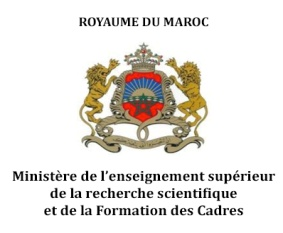 ROYAUME DU MAROC
Ministère de l'enseignement supérieur
de la recherche scientifique
et de la Formation des Cadres